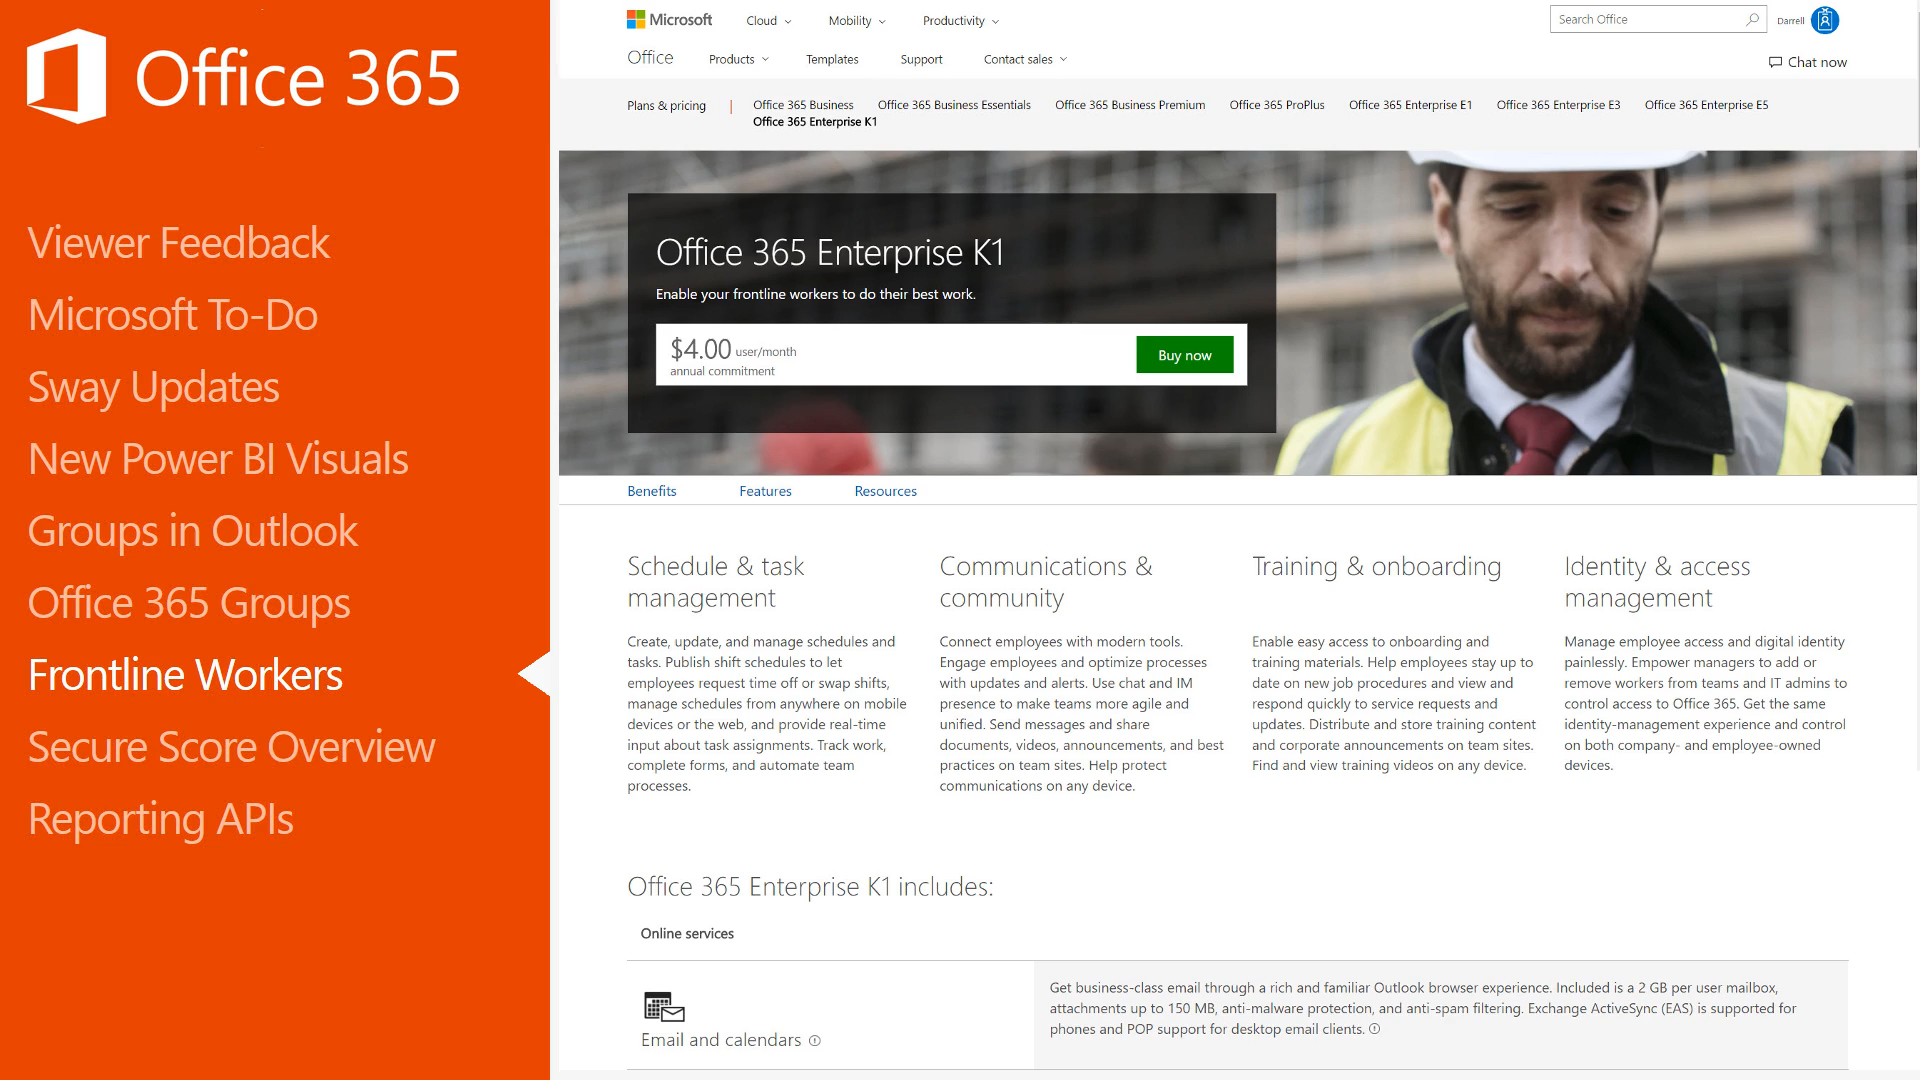 Office 365
Viewer Feedback
Microsoft To-Do
Sway Updates
New Power BI Visuals
Groups in Outlook
Office 365 Groups
Frontline Workers
Secure Score Overview
Reporting APIs
Microsoft Cloud Mobility Productivity Search Office Darrell
Office Products Templates Support Contact sales Chat now
Plans & pricing | Office 365 Business Office 365 Business Essentials Office 365 Business Premium Office 365 ProPlus Office 365 Enterprise E1 Office 365 Enterprise E3 Office 365 Enterprise E5
Office 365 Enterprise K1
Office 365 Enterprise K1
Enable your frontline workers to do their best work.
$4.00 user/month
annual commitment
Buy now
Benefits Features Resources
Schedule & task
management
Create, update, and manage schedules and
tasks. Publish shift schedules to let
employees request time off or swap shifts,
manage schedules from anywhere on mobile
devices or the web, and provide real-time
input about task assignments. Track work,
complete forms, and automate team
processes.
Communications &
community
Connect employees with modern tools.
Engage employees and optimize processes
with updates and alerts. Use chat and IM
presence to make teams more agile and
unified. Send messages and share
documents, videos, announcements, and best
practices on team sites. Help protect
communications on any device.
Training & onboarding
Enable easy access to onboarding and
training materials. Help employees stay up to
date on new job procedures and view and
respond quickly to service requests and
updates. Distribute and store training content
and corporate announcements on team sites.
Find and view training videos on any device.
Identity & access
management
Manage employee access and digital identity
painlessly. Empower managers to add or
remove workers from teams and IT admins to
control access to Office 365. Get the same
identity-management experience and control
on both company- and employee-owned
devices.
Office 365 Enterprise K1 includes:
Online services
Email and calendars
Get business-class email through a rich and familiar Outlook browser experience. Included is a 2 GB per user mailbox,
attachments up to 150 MB, anti-malware protection, and anti-spam filtering. Exchange ActiveSync (EAS) is supported for
phones and POP support for desktop email clients.